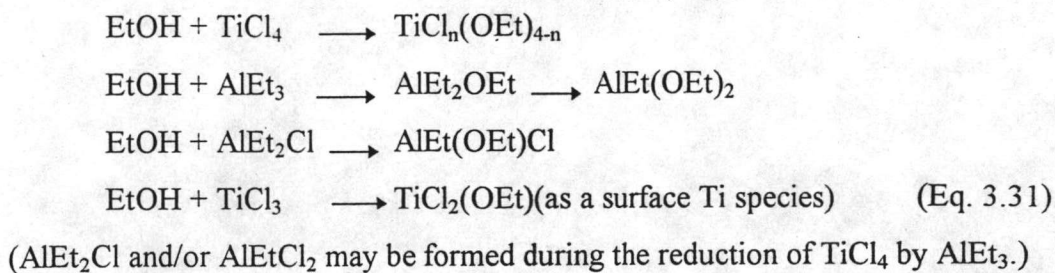 EtOH + TiCl₄ ⟶ TiClₙ(OEt)₄₋ₙ
EtOH + AlEt₃ ⟶ AlEt₂OEt ⟶ AlEt(OEt)₂
EtOH + AlEt₂Cl ⟶ AlEt(OEt)Cl
EtOH + TiCl₃ ⟶ TiCl₂(OEt)(as a surface Ti species) (Eq. 3.31)
(AlEt₂Cl and/or AlEtCl₂ may be formed during the reduction of TiCl₄ by AlEt₃.)